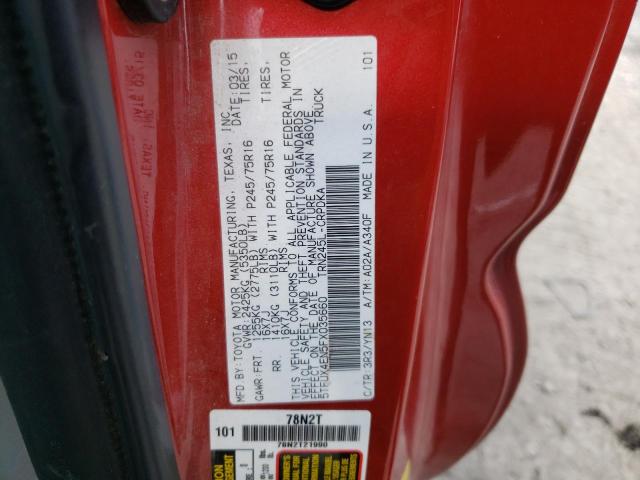 MFD.BY:TOYOTA MOTOR MANUFACTURING, TEXAS, INC. DATE:03/15
GVWR:2425KG (5350LB)
GAWR:FRT. 1255KG (2775LB) WITH P245/75R16 TIRES,
16X7J RIMS
RR. 1410KG (3110LB) WITH P245/75R16 TIRES,
16X7J RIMS
THIS VEHICLE CONFORMS TO ALL APPLICABLE FEDERAL MOTOR
VEHICLE SAFETY AND THEFT PREVENTION STANDARDS IN
EFFECT ON THE DATE OF MANUFACTURE SHOWN ABOVE.
5TFUX4EN5FX035660 TRN245L-CRPDKA TRUCK
C/TR 3R3/YN13 A/TM:A02A/A340F MADE IN U.S.A. 101
78N2T
101
78N2T21990